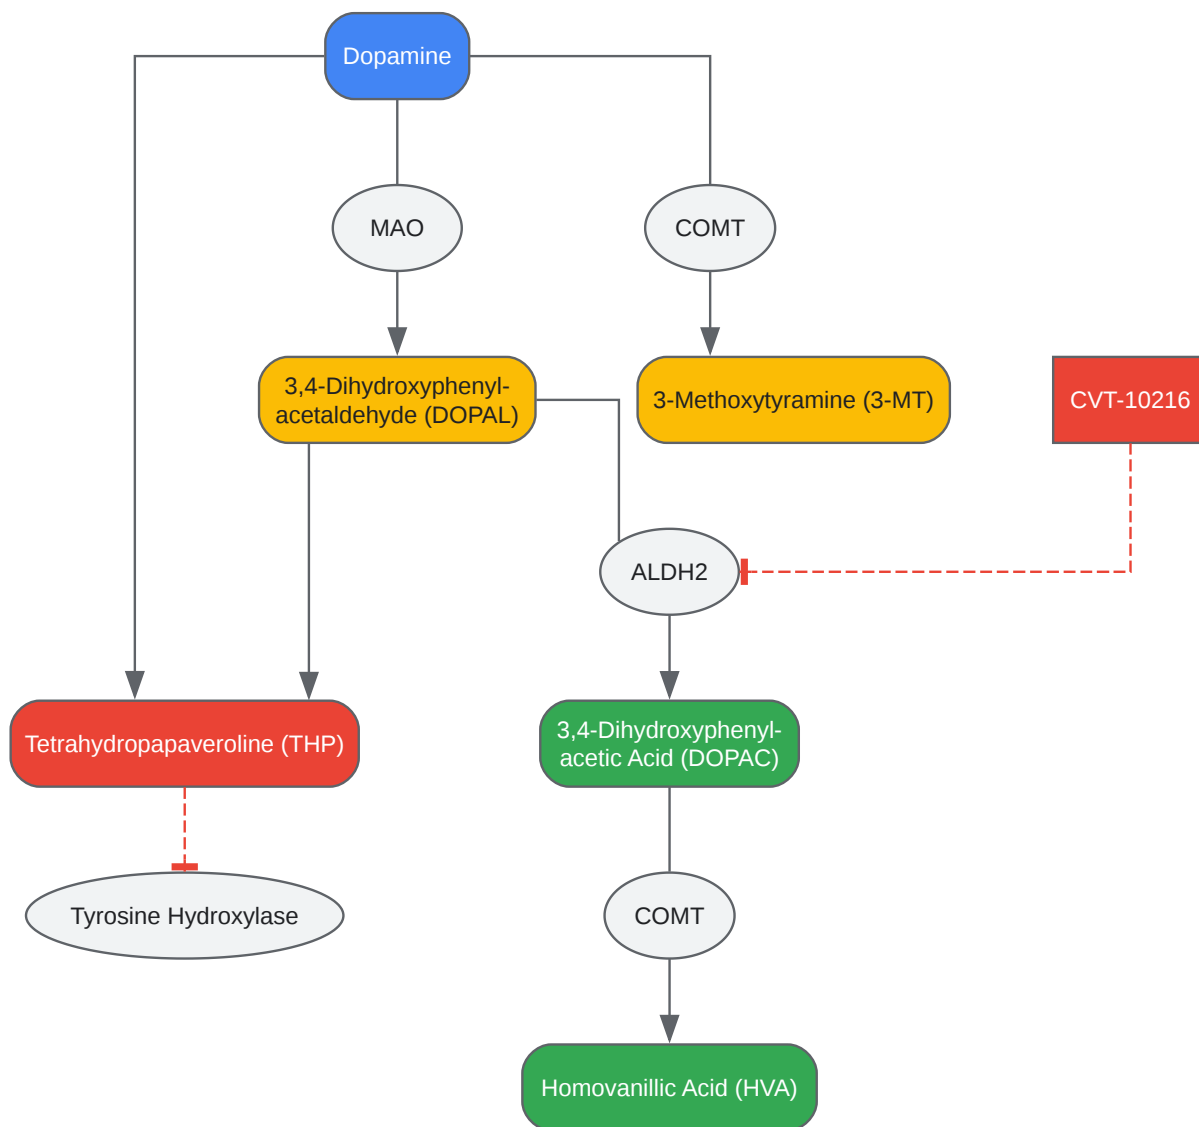 Dopamine
MAO
COMT
3,4-Dihydroxyphenyl-
acetaldehyde (DOPAL)
3-Methoxytyramine (3-MT)
CVT-10216
ALDH2
Tetrahydropapaveroline (THP)
3,4-Dihydroxyphenyl-
acetic Acid (DOPAC)
Tyrosine Hydroxylase
COMT
Homovanillic Acid (HVA)